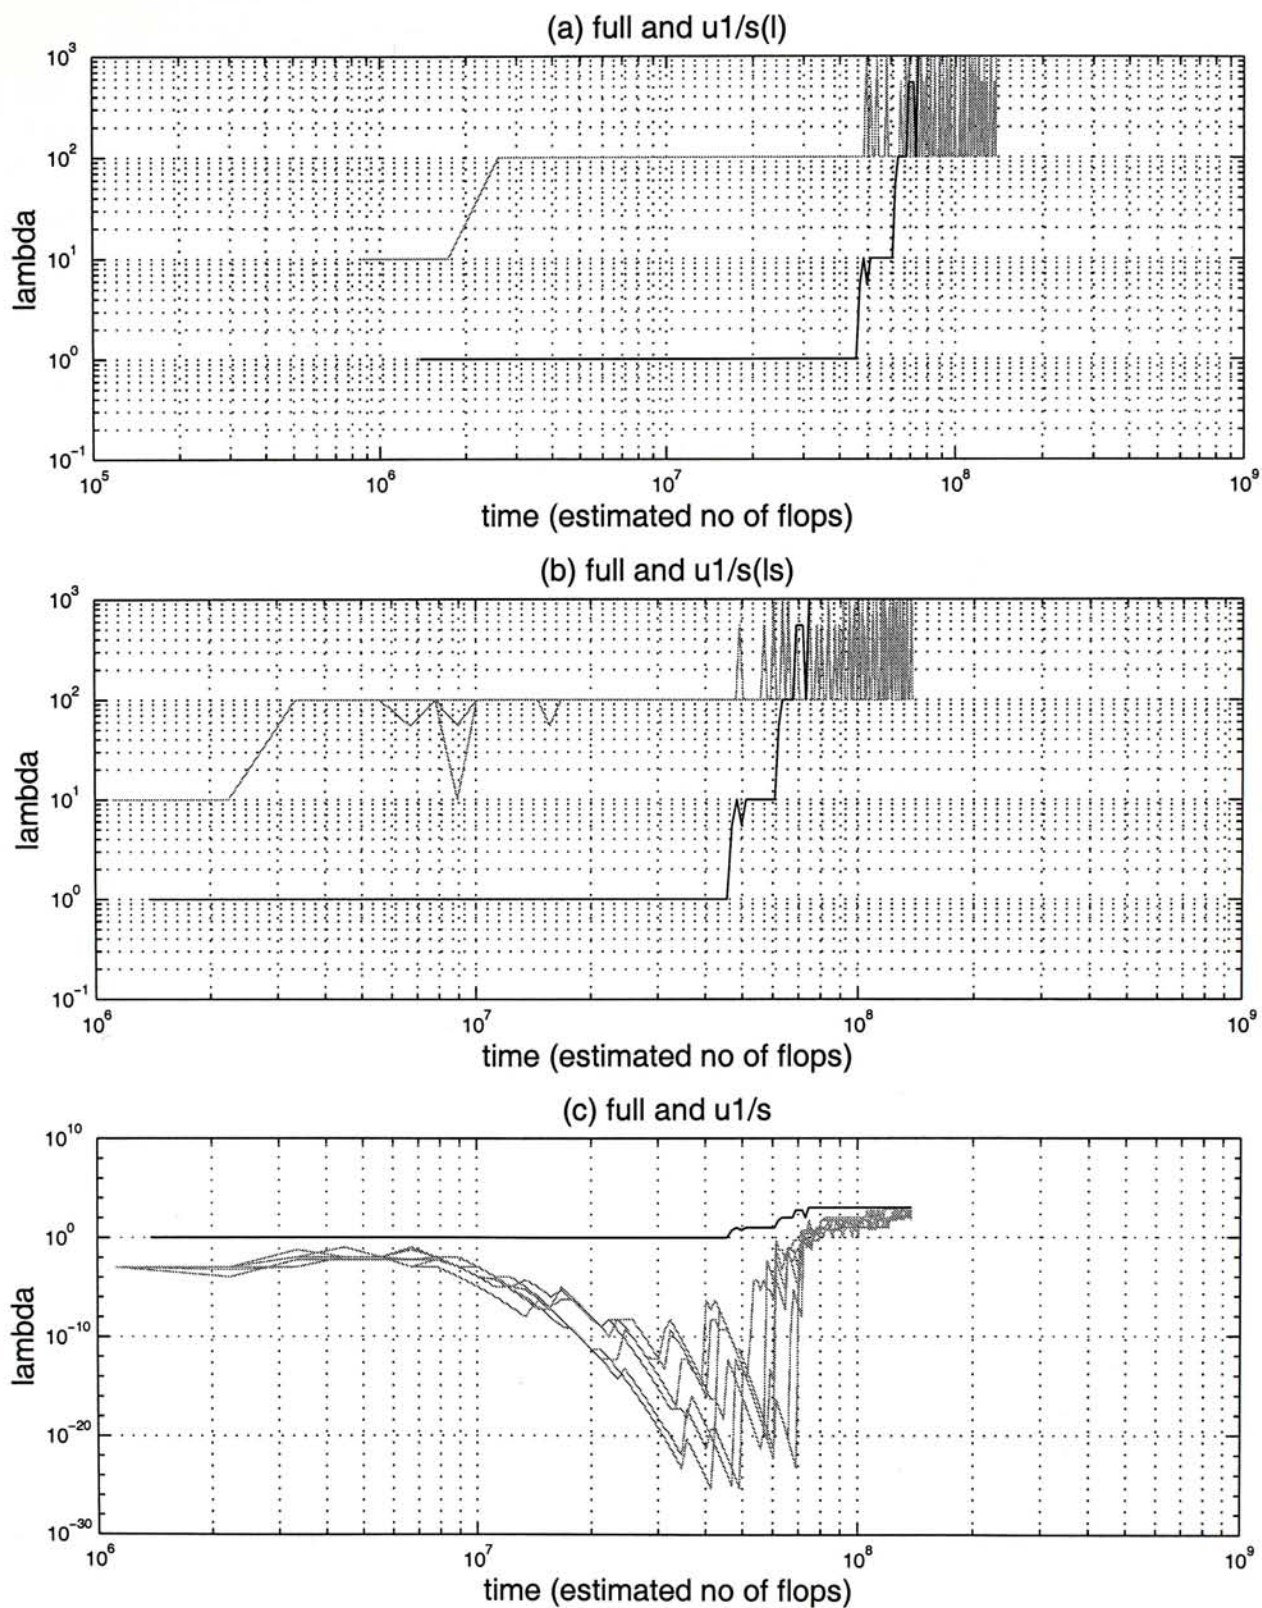 (a) full and u1/s(l)
10^3
10^2
10^1
10^0
10^-1
lambda
10^5 10^6 10^7 10^8 10^9
time (estimated no of flops)
(b) full and u1/s(ls)
10^3
10^2
10^1
10^0
10^-1
lambda
10^6 10^7 10^8 10^9
time (estimated no of flops)
(c) full and u1/s
10^10
10^0
10^-10
10^-20
10^-30
lambda
10^6 10^7 10^8 10^9
time (estimated no of flops)